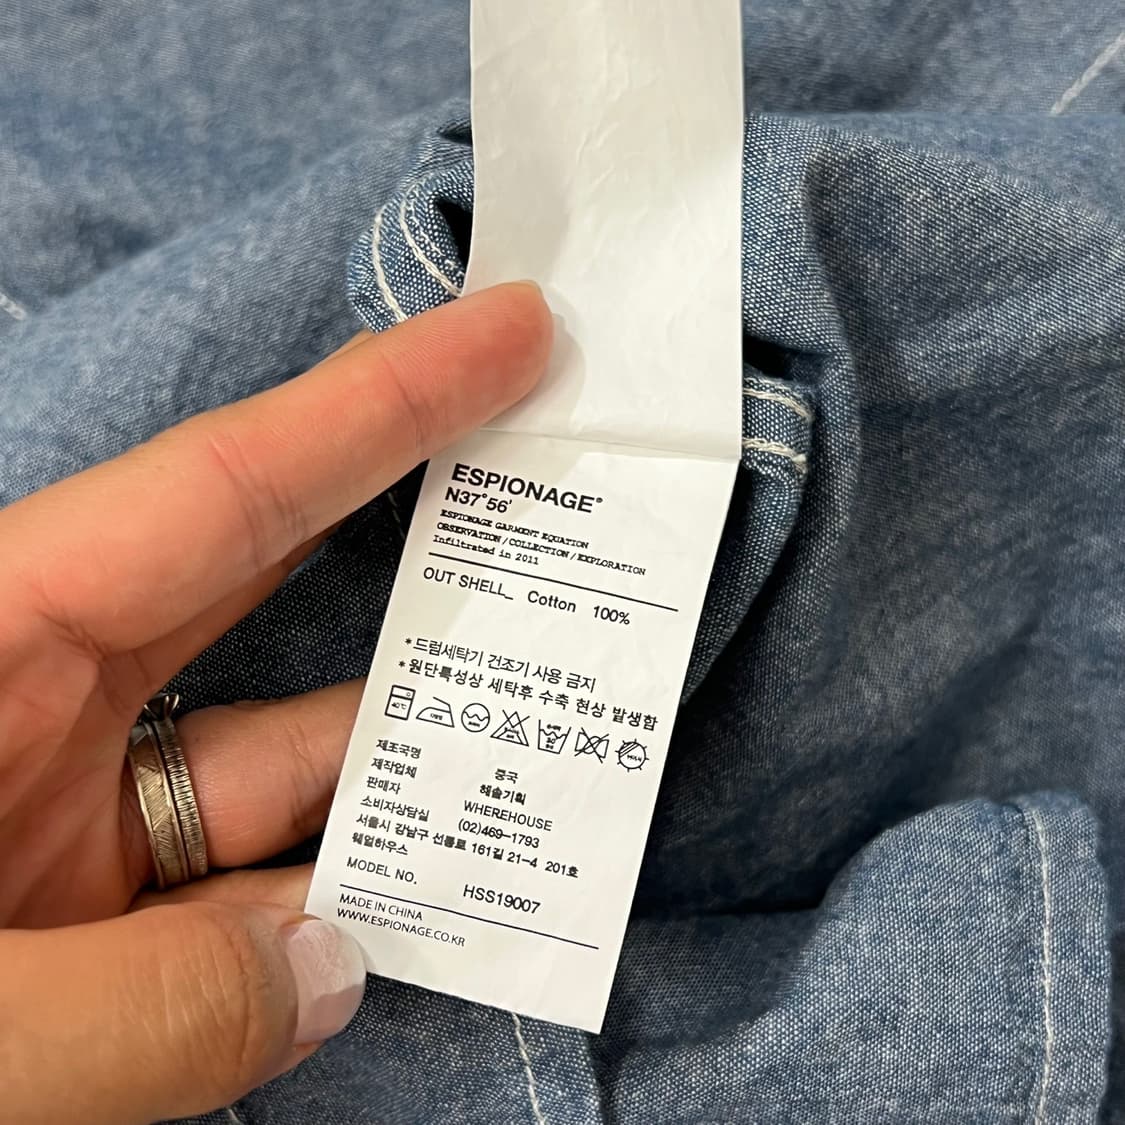 ESPIONAGE®
N37°56'
ESPIONAGE GARMENT EQUATION
OBSERVATION / COLLECTION / EXPLORATION
Infiltrated in 2011
OUT SHELL_ Cotton 100%
*드럼세탁기 건조기 사용 금지
*원단특성상 세탁후 수축 현상 발생함
40℃
제조국명 중국
제작업체 해솔기획
판매자 WHEREHOUSE
소비자상담실 (02)469-1793
서울시 강남구 선릉로 161길 21-4 201호
웨얼하우스
MODEL NO. HSS19007
MADE IN CHINA
WWW.ESPIONAGE.CO.KR